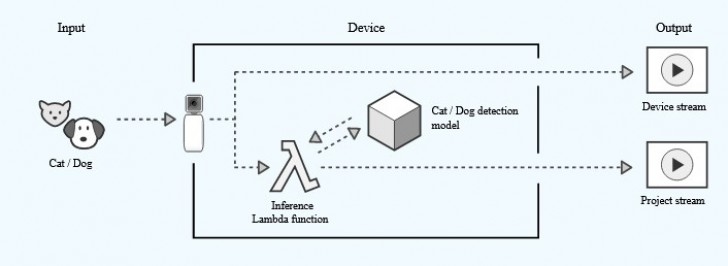 Input
Device
Output
Cat / Dog
Cat / Dog detection
model
Inference
Lambda function
Device stream
Project stream